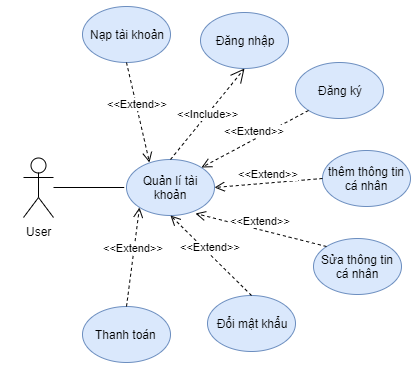 Nạp tài khoản
Đăng nhập
Đăng ký
<<Extend>>
<<Include>>
<<Extend>>
thêm thông tin
cá nhân
<<Extend>>
Quản lí tài
khoản
User
<<Extend>>
<<Extend>>
<<Extend>>
Sửa thông tin
cá nhân
Thanh toán
Đổi mật khẩu